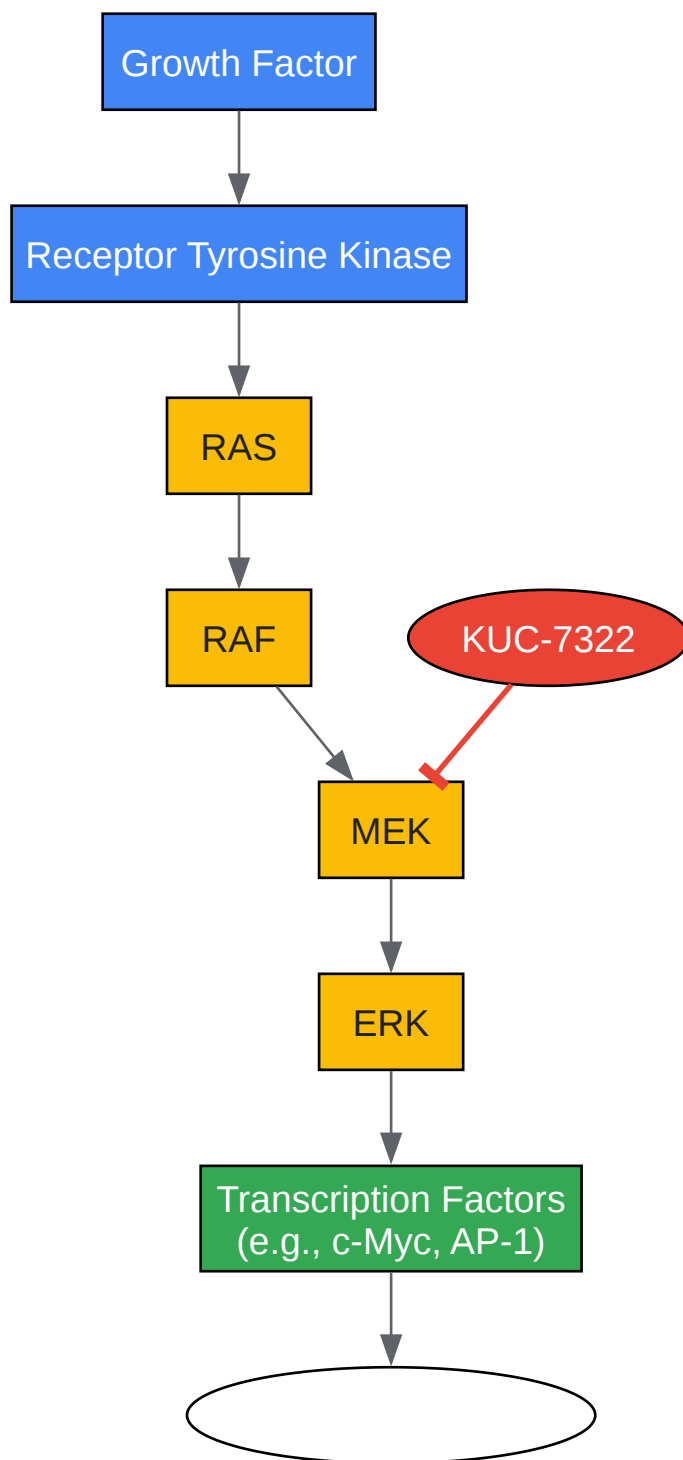 Growth Factor
Receptor Tyrosine Kinase
RAS
RAF
KUC-7322
MEK
ERK
Transcription Factors
(e.g., c-Myc, AP-1)